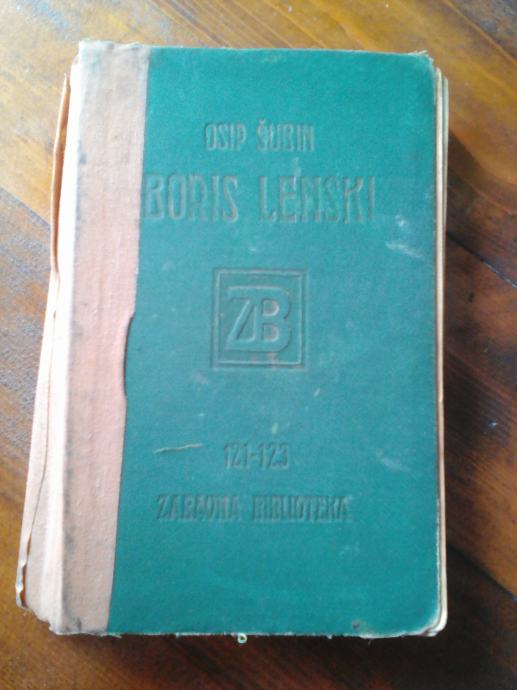 OSIP ŠUBIN
BORIS LENSKI
ZB
121-123
ZABAVNA BIBLIOTEKA